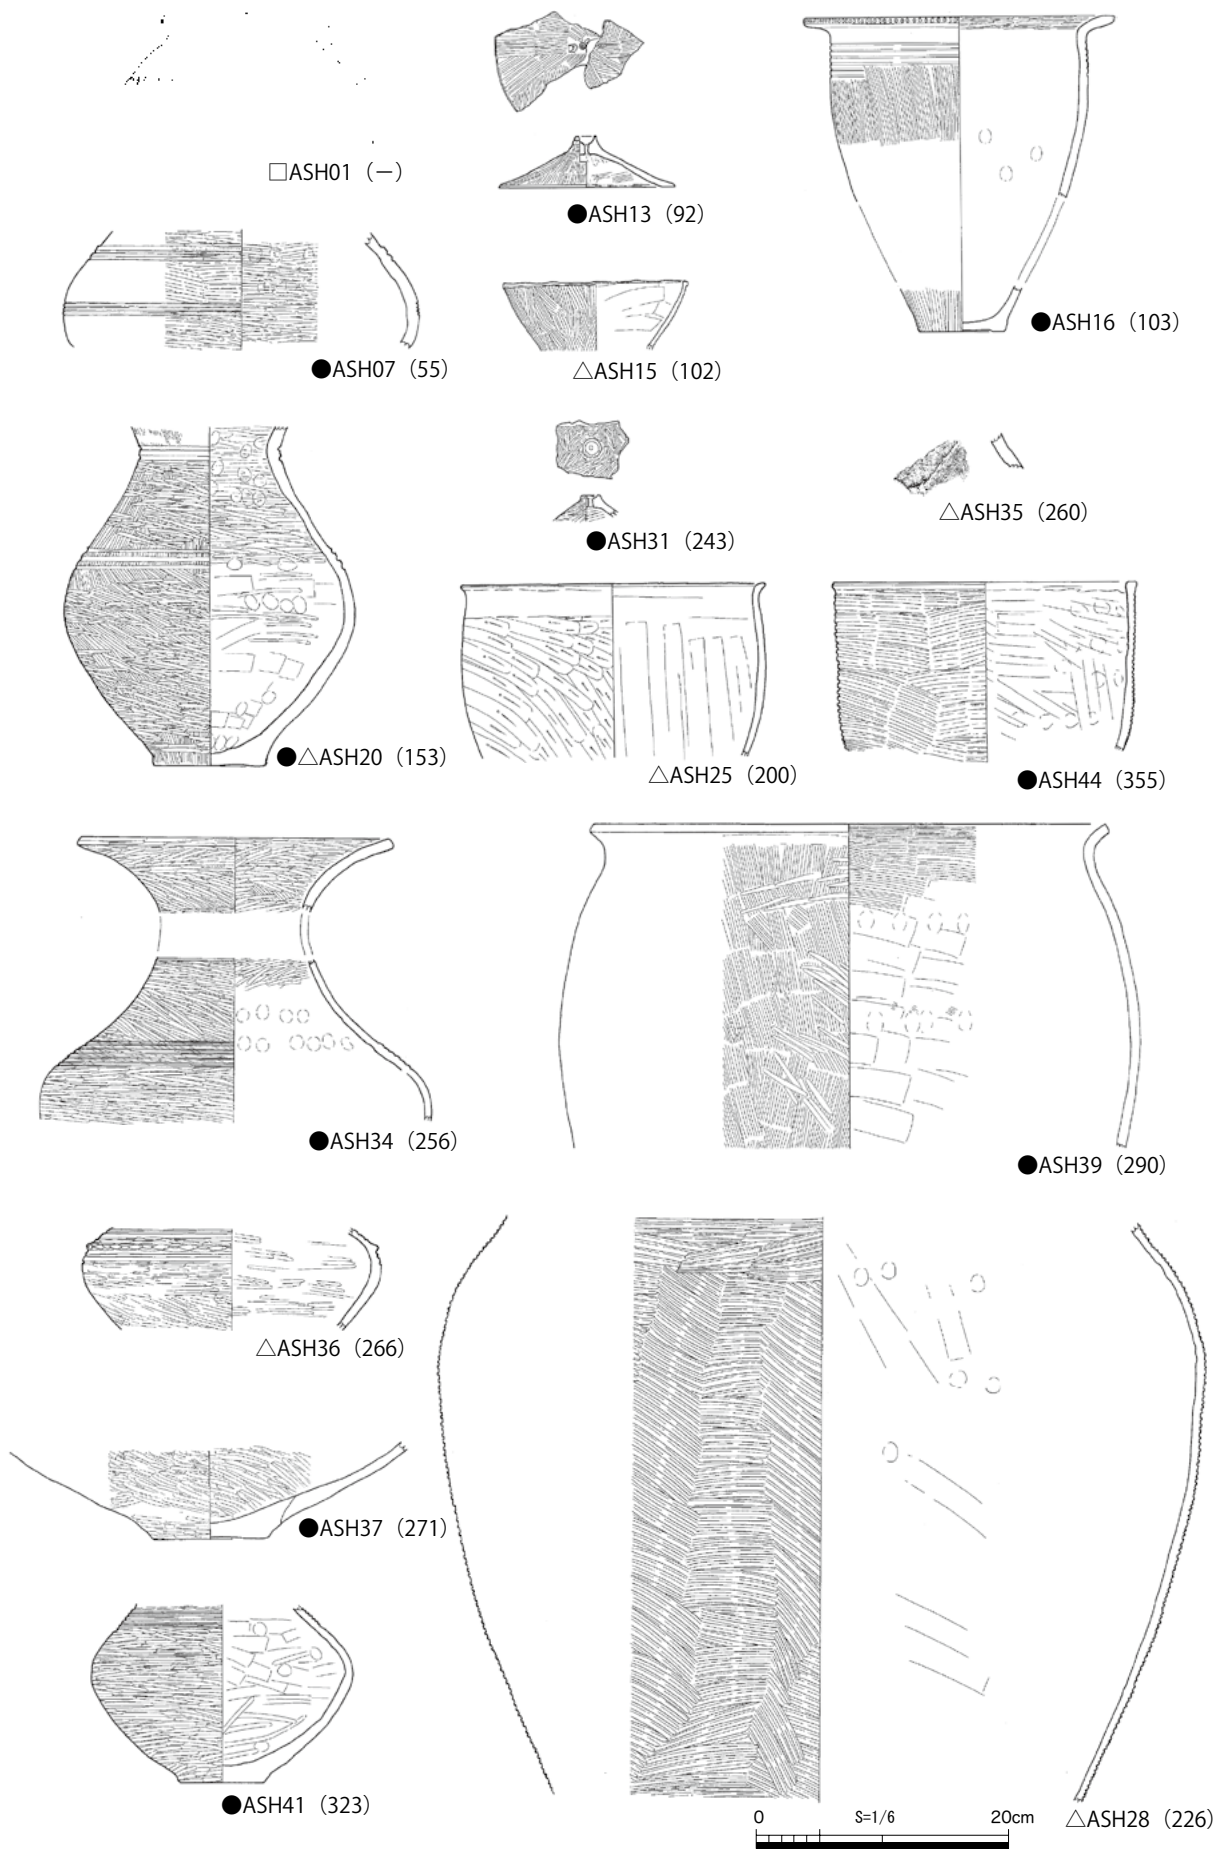 □ASH01（−）
●ASH13（92）
●ASH16（103）
●ASH07（55）
△ASH15（102）
●ASH31（243）
△ASH35（260）
●△ASH20（153）
△ASH25（200）
●ASH44（355）
●ASH34（256）
●ASH39（290）
△ASH36（266）
●ASH37（271）
●ASH41（323）
0 S=1/6 20cm
△ASH28（226）